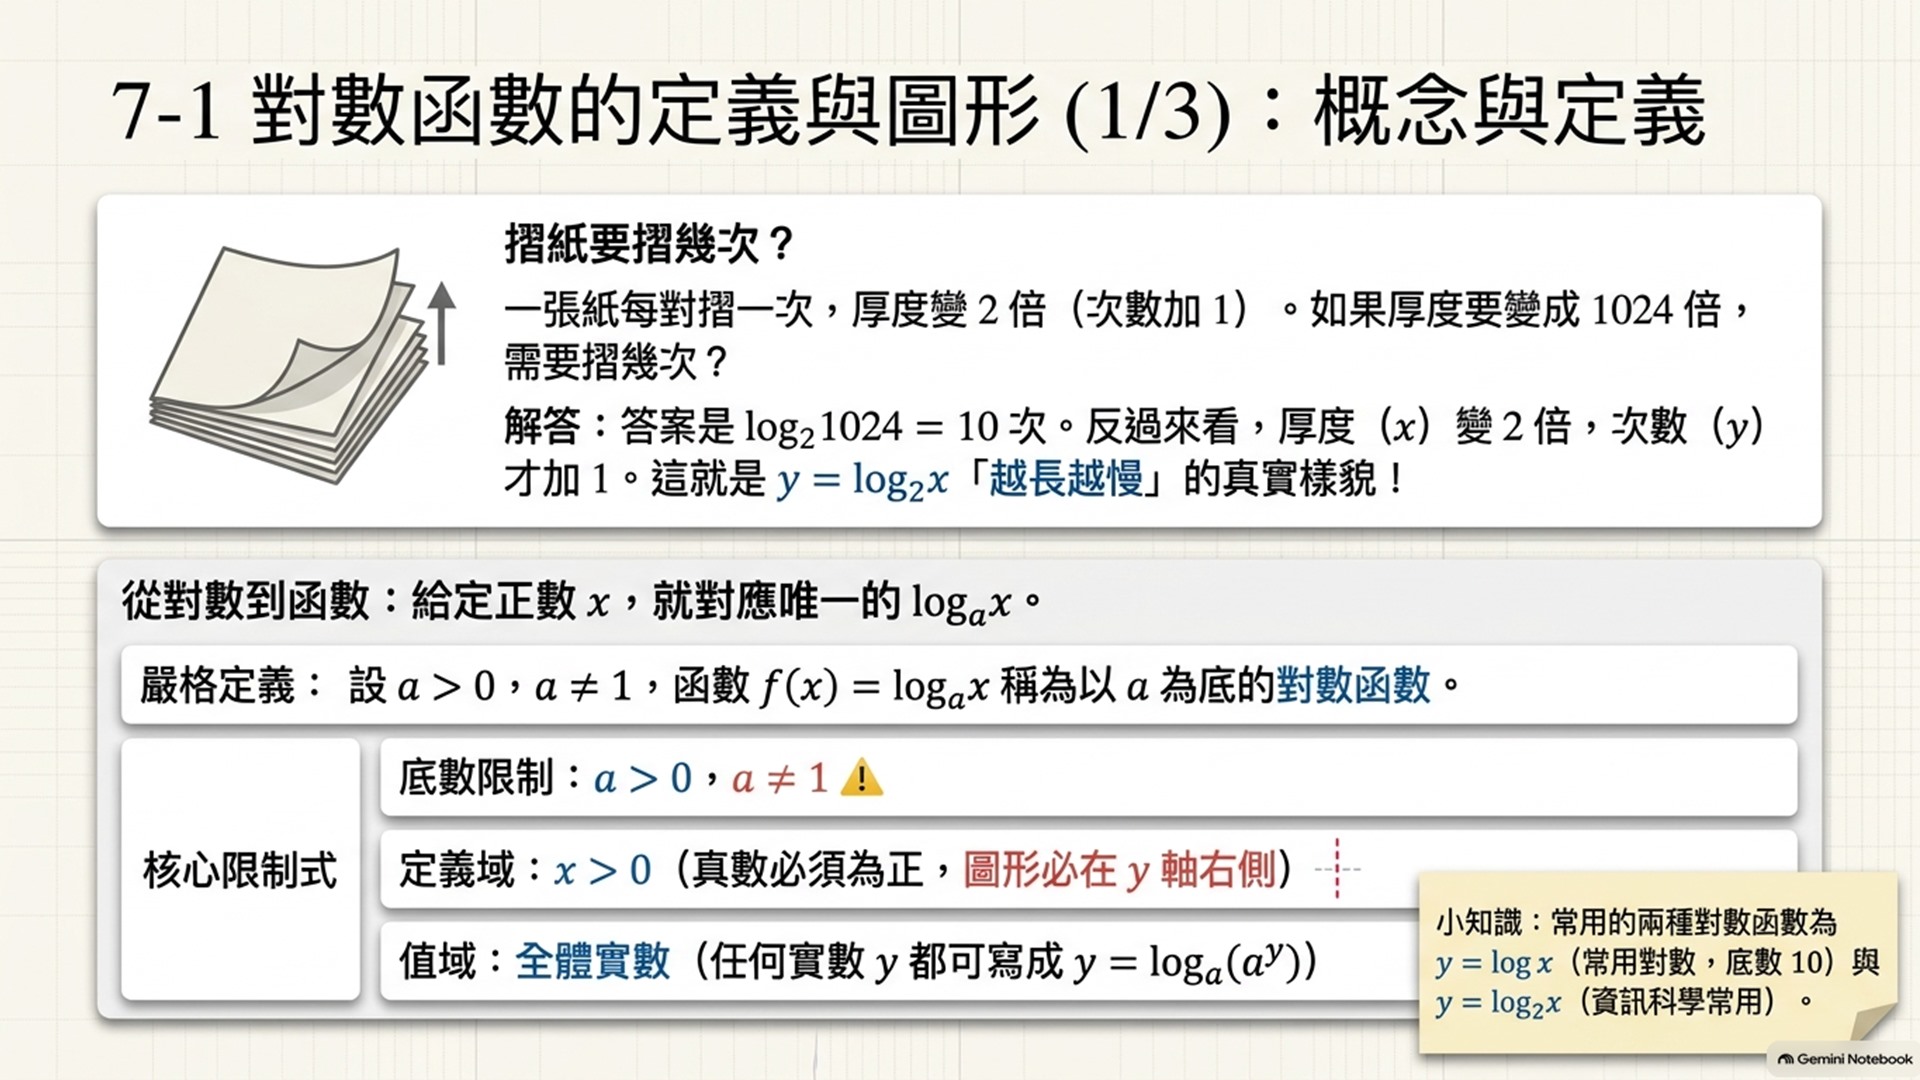 7-1 對數函數的定義與圖形 (1/3)：概念與定義
摺紙要摺幾次？
一張紙每對摺一次，厚度變 2 倍（次數加 1）。如果厚度要變成 1024 倍，
需要摺幾次？
解答：答案是 log₂1024 = 10 次。反過來看，厚度（x）變 2 倍，次數（y）
才加 1。這就是 y = log₂x「越長越慢」的真實樣貌！
從對數到函數：給定正數 x，就對應唯一的 logₐx。
嚴格定義： 設 a > 0，a ≠ 1，函數 f(x) = logₐx 稱為以 a 為底的對數函數。
核心限制式
底數限制：a > 0，a ≠ 1
定義域：x > 0（真數必須為正，圖形必在 y 軸右側）
值域：全體實數（任何實數 y 都可寫成 y = logₐ(aʸ)）
小知識：常用的兩種對數函數為
y = log x（常用對數，底數 10）與
y = log₂x（資訊科學常用）。
Gemini Notebook